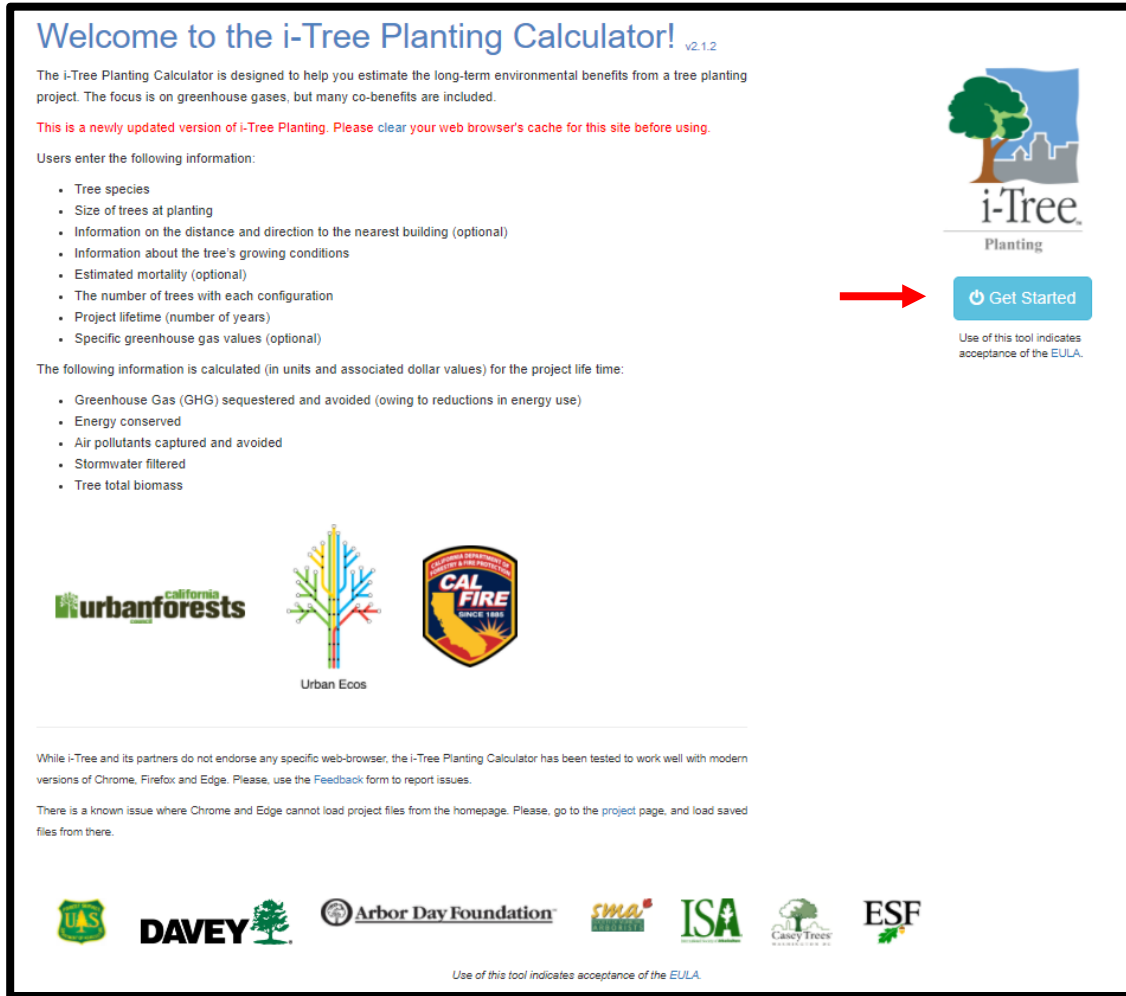 Welcome to the i-Tree Planting Calculator! v2.1.2
The i-Tree Planting Calculator is designed to help you estimate the long-term environmental benefits from a tree planting
project. The focus is on greenhouse gases, but many co-benefits are included.
This is a newly updated version of i-Tree Planting. Please clear your web browser's cache for this site before using.
Users enter the following information:
• Tree species
• Size of trees at planting
• Information on the distance and direction to the nearest building (optional)
• Information about the tree's growing conditions
• Estimated mortality (optional)
• The number of trees with each configuration
• Project lifetime (number of years)
• Specific greenhouse gas values (optional)
The following information is calculated (in units and associated dollar values) for the project life time:
• Greenhouse Gas (GHG) sequestered and avoided (owing to reductions in energy use)
• Energy conserved
• Air pollutants captured and avoided
• Stormwater filtered
• Tree total biomass
i-Tree
Planting
Get Started
Use of this tool indicates
acceptance of the EULA.
california
urbanforests
council
Urban Ecos
CALIFORNIA DEPARTMENT OF
FORESTRY & FIRE PROTECTION
CAL
FIRE
SINCE 1885
While i-Tree and its partners do not endorse any specific web-browser, the i-Tree Planting Calculator has been tested to work well with modern
versions of Chrome, Firefox and Edge. Please, use the Feedback form to report issues.
There is a known issue where Chrome and Edge cannot load project files from the homepage. Please, go to the project page, and load saved
files from there.
UAS
DAVEY
Arbor Day Foundation
sma
ARBORISTS
ISA
Casey Trees
WASHINGTON DC
ESF
Use of this tool indicates acceptance of the EULA.